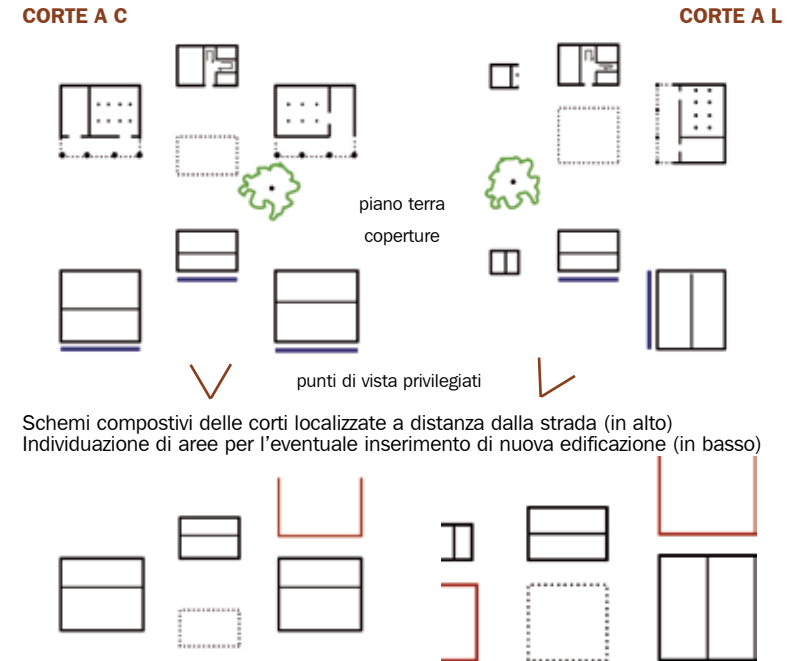 CORTE A C
CORTE A L
piano terra
coperture
punti di vista privilegiati
Schemi compostivi delle corti localizzate a distanza dalla strada (in alto)
Individuazione di aree per l'eventuale inserimento di nuova edificazione (in basso)